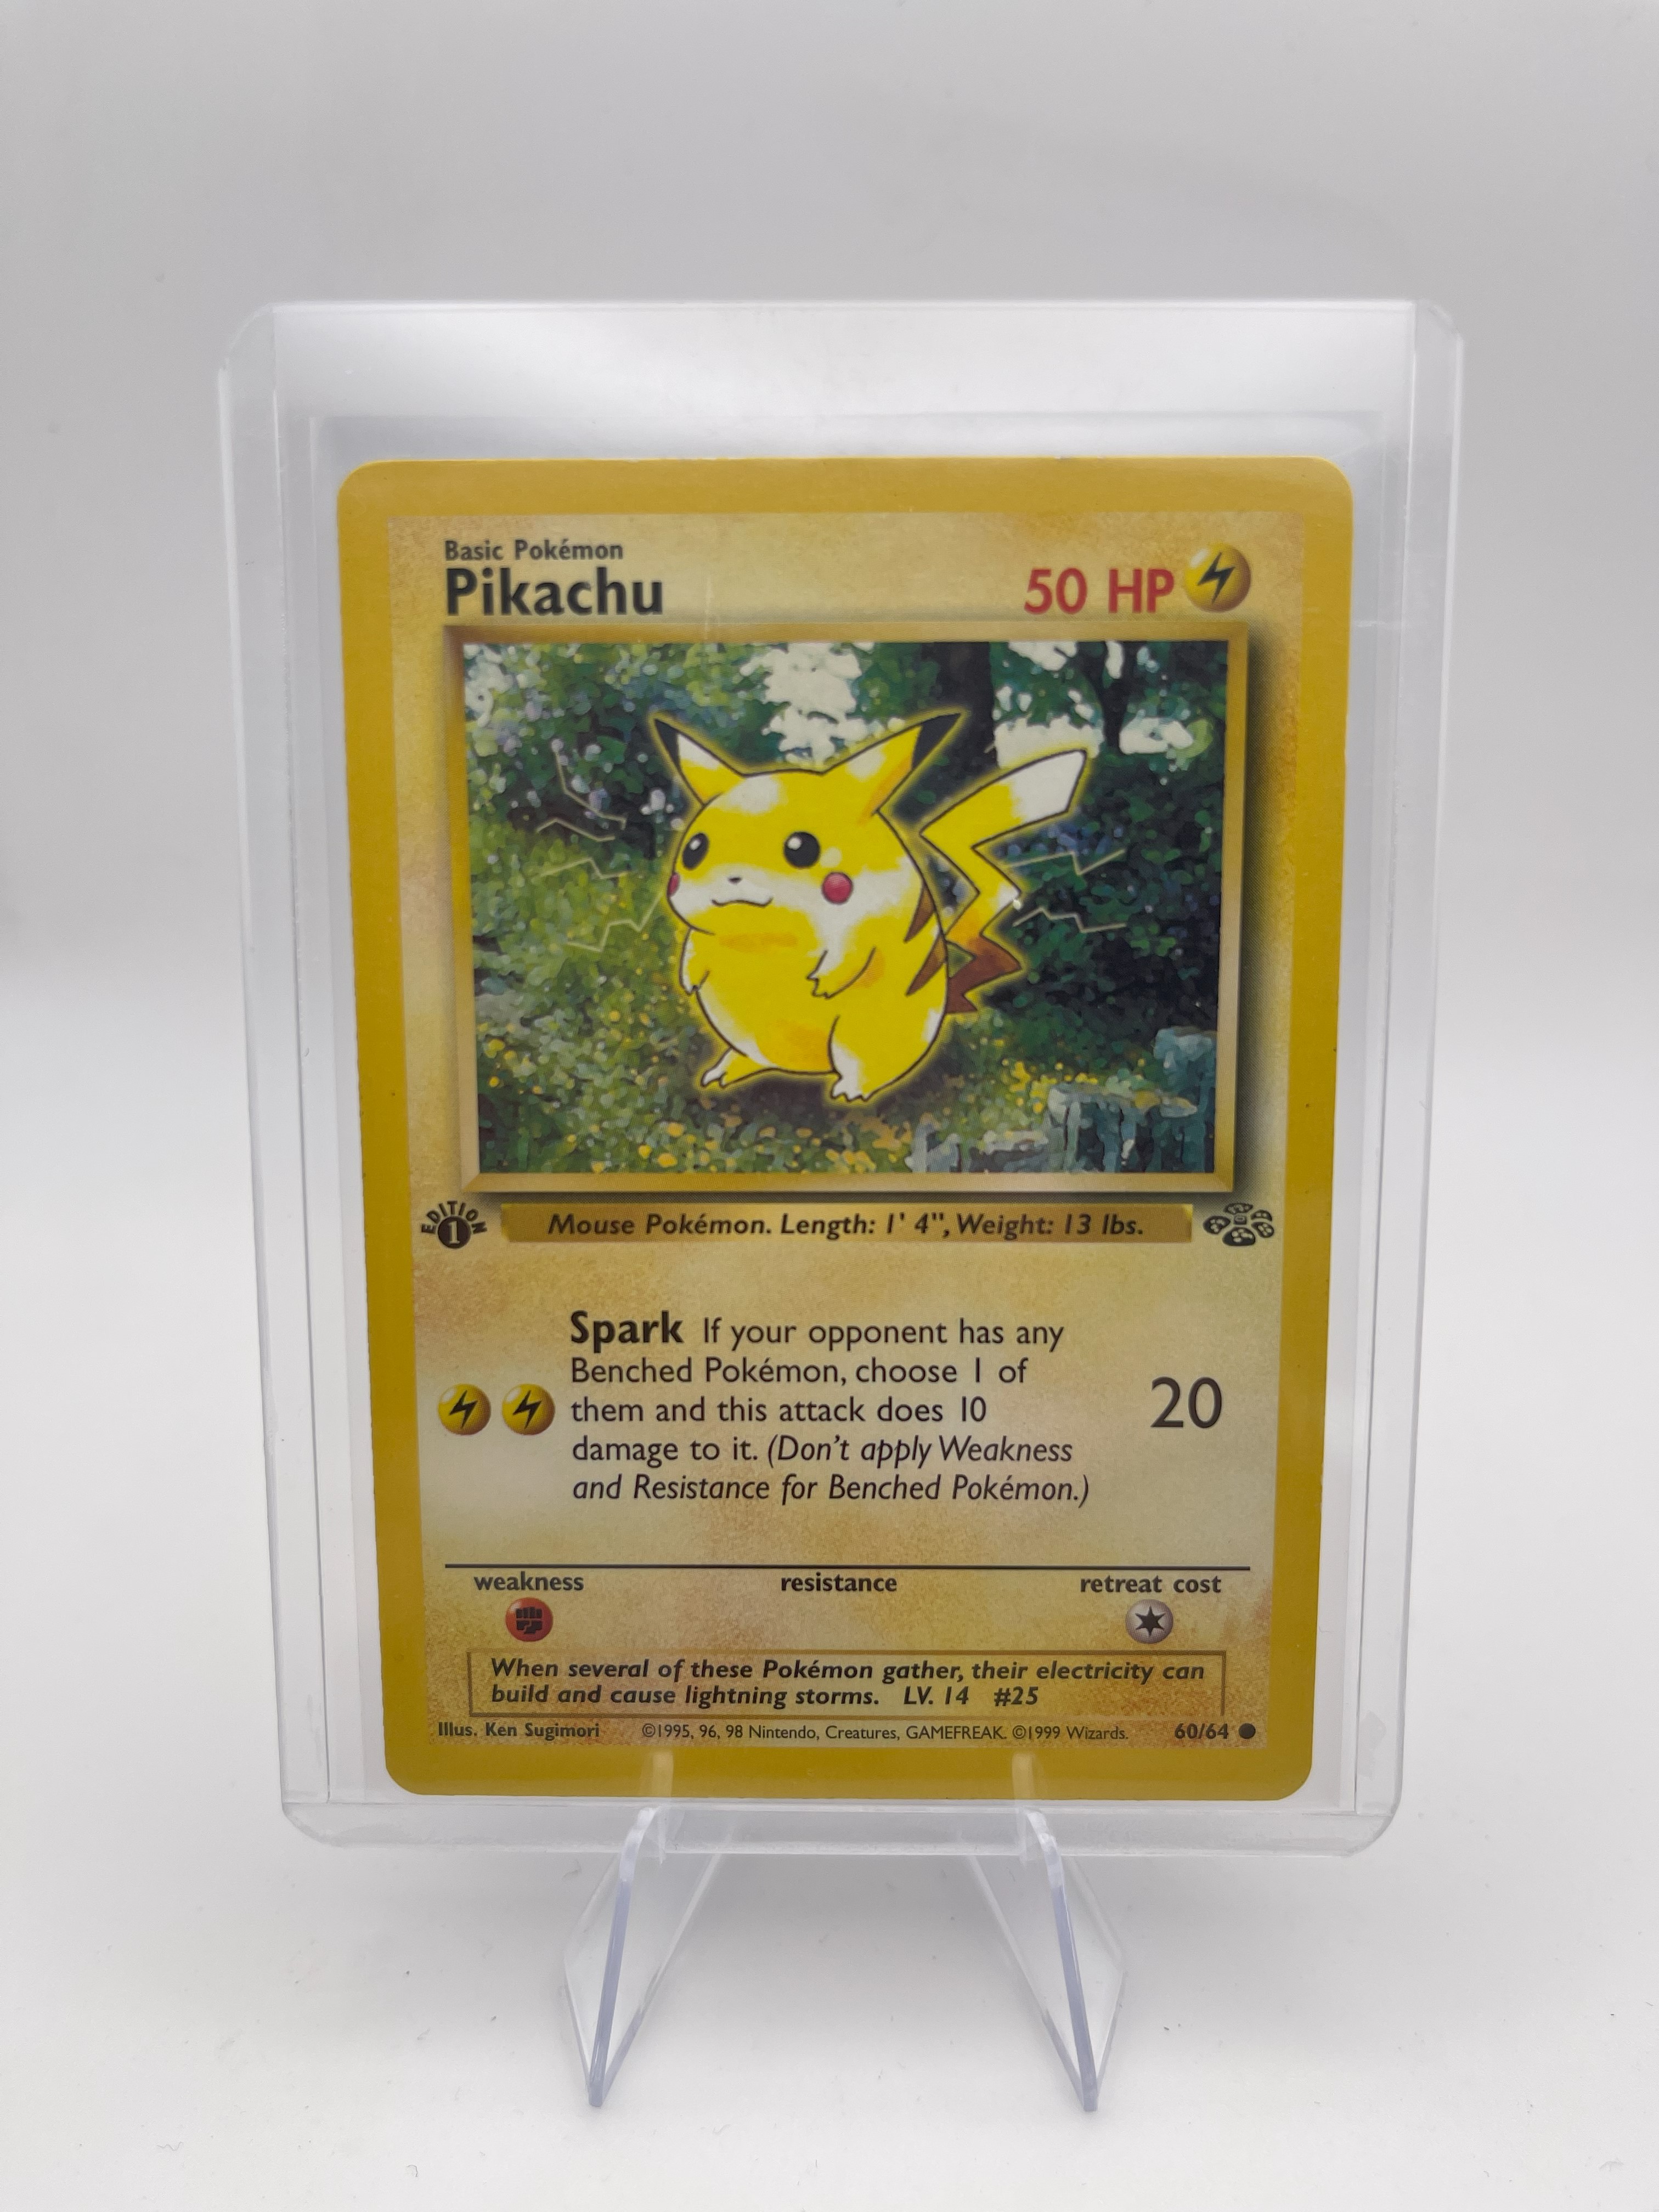 Basic Pokémon
Pikachu
50 HP
EDITION
1
Mouse Pokémon. Length: 1' 4", Weight: 13 lbs.
Spark If your opponent has any
Benched Pokémon, choose 1 of
them and this attack does 10
damage to it. (Don't apply Weakness
and Resistance for Benched Pokémon.)
20
weakness resistance retreat cost
When several of these Pokémon gather, their electricity can
build and cause lightning storms. LV. 14 #25
Illus. Ken Sugimori ©1995, 96, 98 Nintendo, Creatures, GAMEFREAK. ©1999 Wizards. 60/64